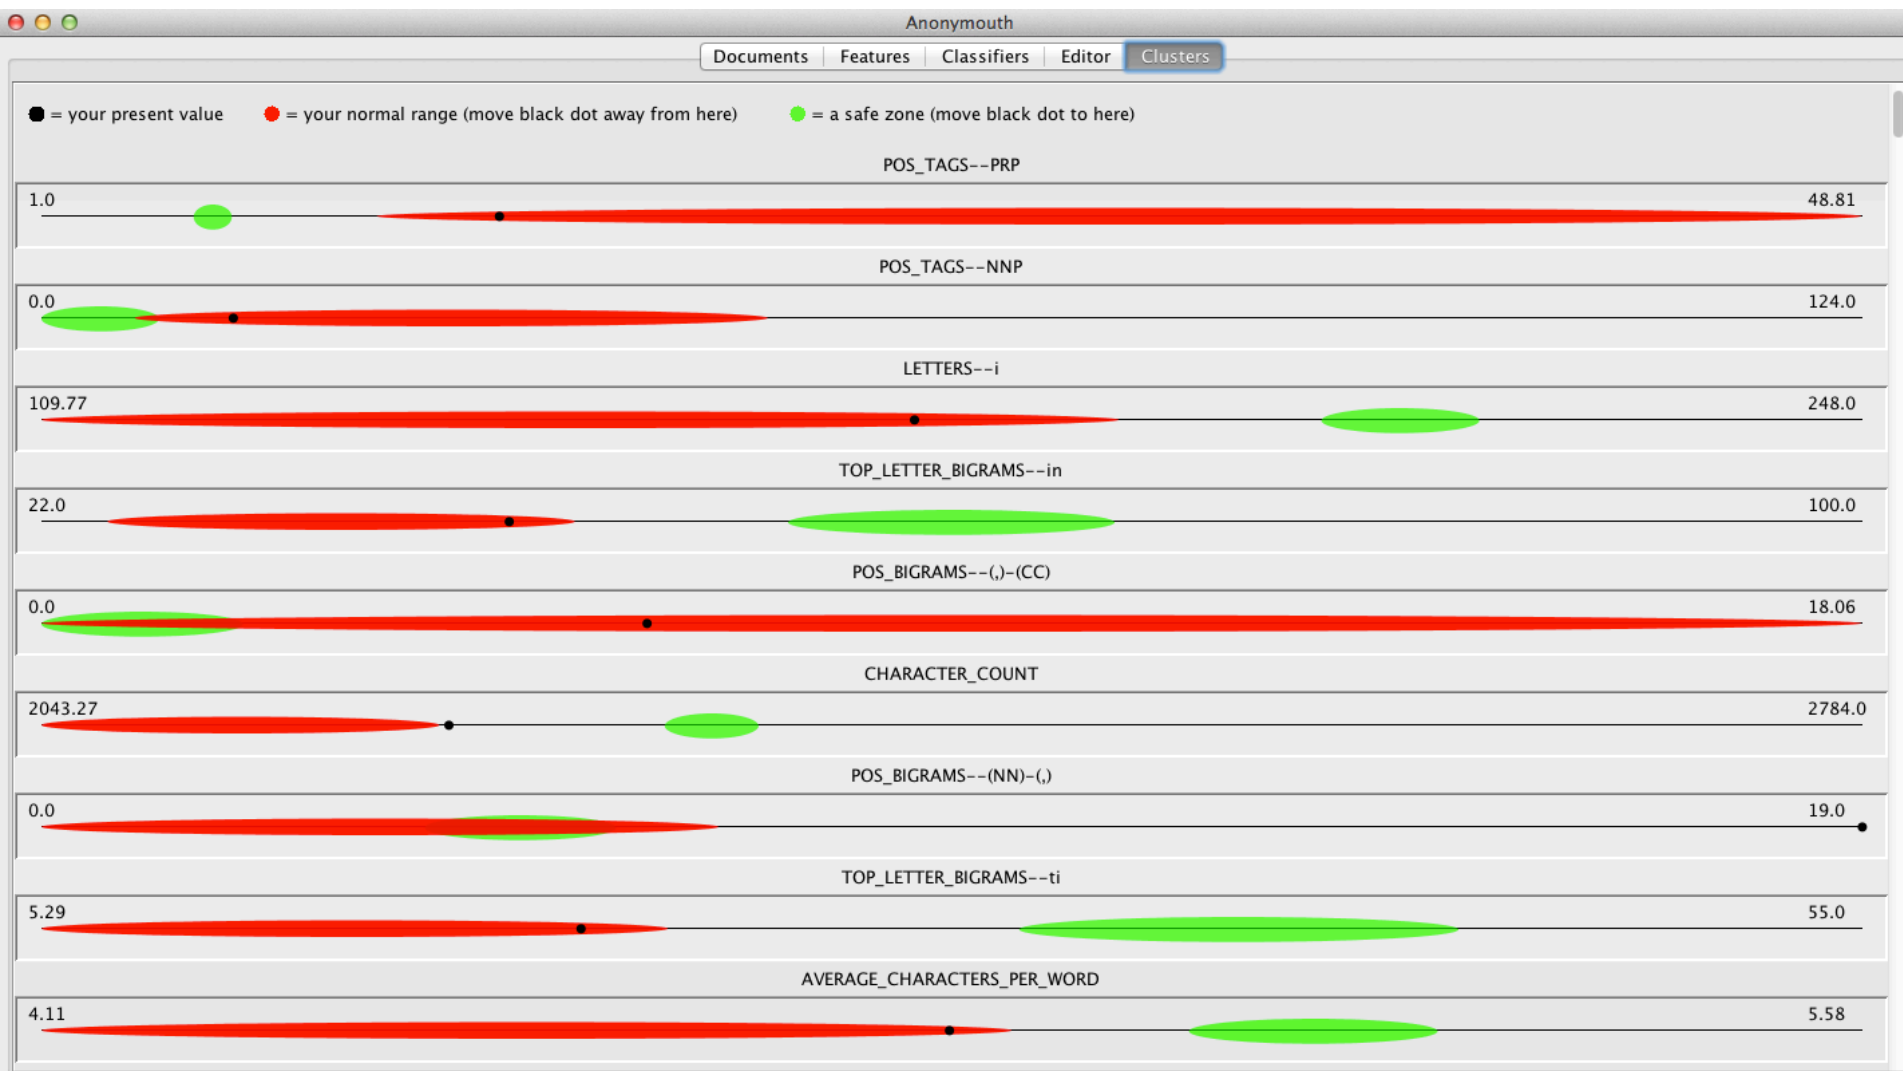 Anonymouth
Documents Features Classifiers Editor Clusters
= your present value = your normal range (move black dot away from here) = a safe zone (move black dot to here)
POS_TAGS--PRP
1.0 48.81
POS_TAGS--NNP
0.0 124.0
LETTERS--i
109.77 248.0
TOP_LETTER_BIGRAMS--in
22.0 100.0
POS_BIGRAMS--(,)-(CC)
0.0 18.06
CHARACTER_COUNT
2043.27 2784.0
POS_BIGRAMS--(NN)-(,)
0.0 19.0
TOP_LETTER_BIGRAMS--ti
5.29 55.0
AVERAGE_CHARACTERS_PER_WORD
4.11 5.58